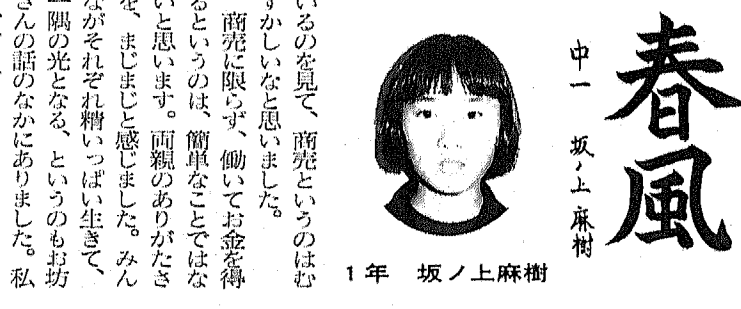 春風
中一　坂ノ上麻樹
1年　坂ノ上麻樹
いるのを見て、商売というのはむ
ずかしいなと思いました。
　商売に限らず、働いてお金を得
るというのは、簡単なことではな
いと思います。両親のありがたさ
を、まじまじと感じました。みん
ながそれぞれ精いっぱい生きて、
一隅の光となる、というのもお坊
さんの話のなかにありました。私